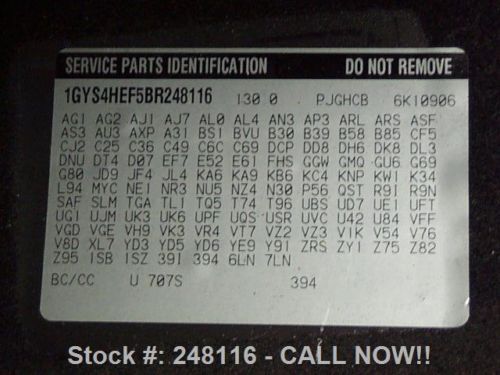 SERVICE PARTS IDENTIFICATION DO NOT REMOVE
1GYS4HEF5BR248116 130.0 PJGHCB 6K10906
AG1 AG2 AJ1 AJ7 AL0 AL4 AN3 AP3 ARL ARS ASF
AS3 AU3 AXP A31 BS1 BVU B30 B39 B58 B85 CF5
CJ2 C25 C36 C49 C6C C69 DCP DD8 DH6 DK8 DL3
DNU DT4 D07 EF7 E52 E61 FHS GGW GMQ GU6 G69
G80 JD9 JF4 JL4 KA6 KA9 KB6 KC4 KNP KW1 K34
L94 MYC NE1 NR3 NU5 NZ4 N30 P56 QST R9I R9N
SAF SLM TGA TL1 TQ5 T74 T96 UBS UD7 UE1 UFT
UG1 UJM UK3 UK6 UPF UQS USR UVC U42 U84 VFF
VGD VGE VH9 VK3 VR4 VT7 VZ2 V31 V1K V54 V76
V8D XL7 YD3 YD5 YD6 YE9 Y91 ZRS ZY1 Z75 Z82
Z95 1SB 1SZ 39I 394 6LN 7LN
BC/CC U 707S 394
Stock #: 248116 - CALL NOW!!